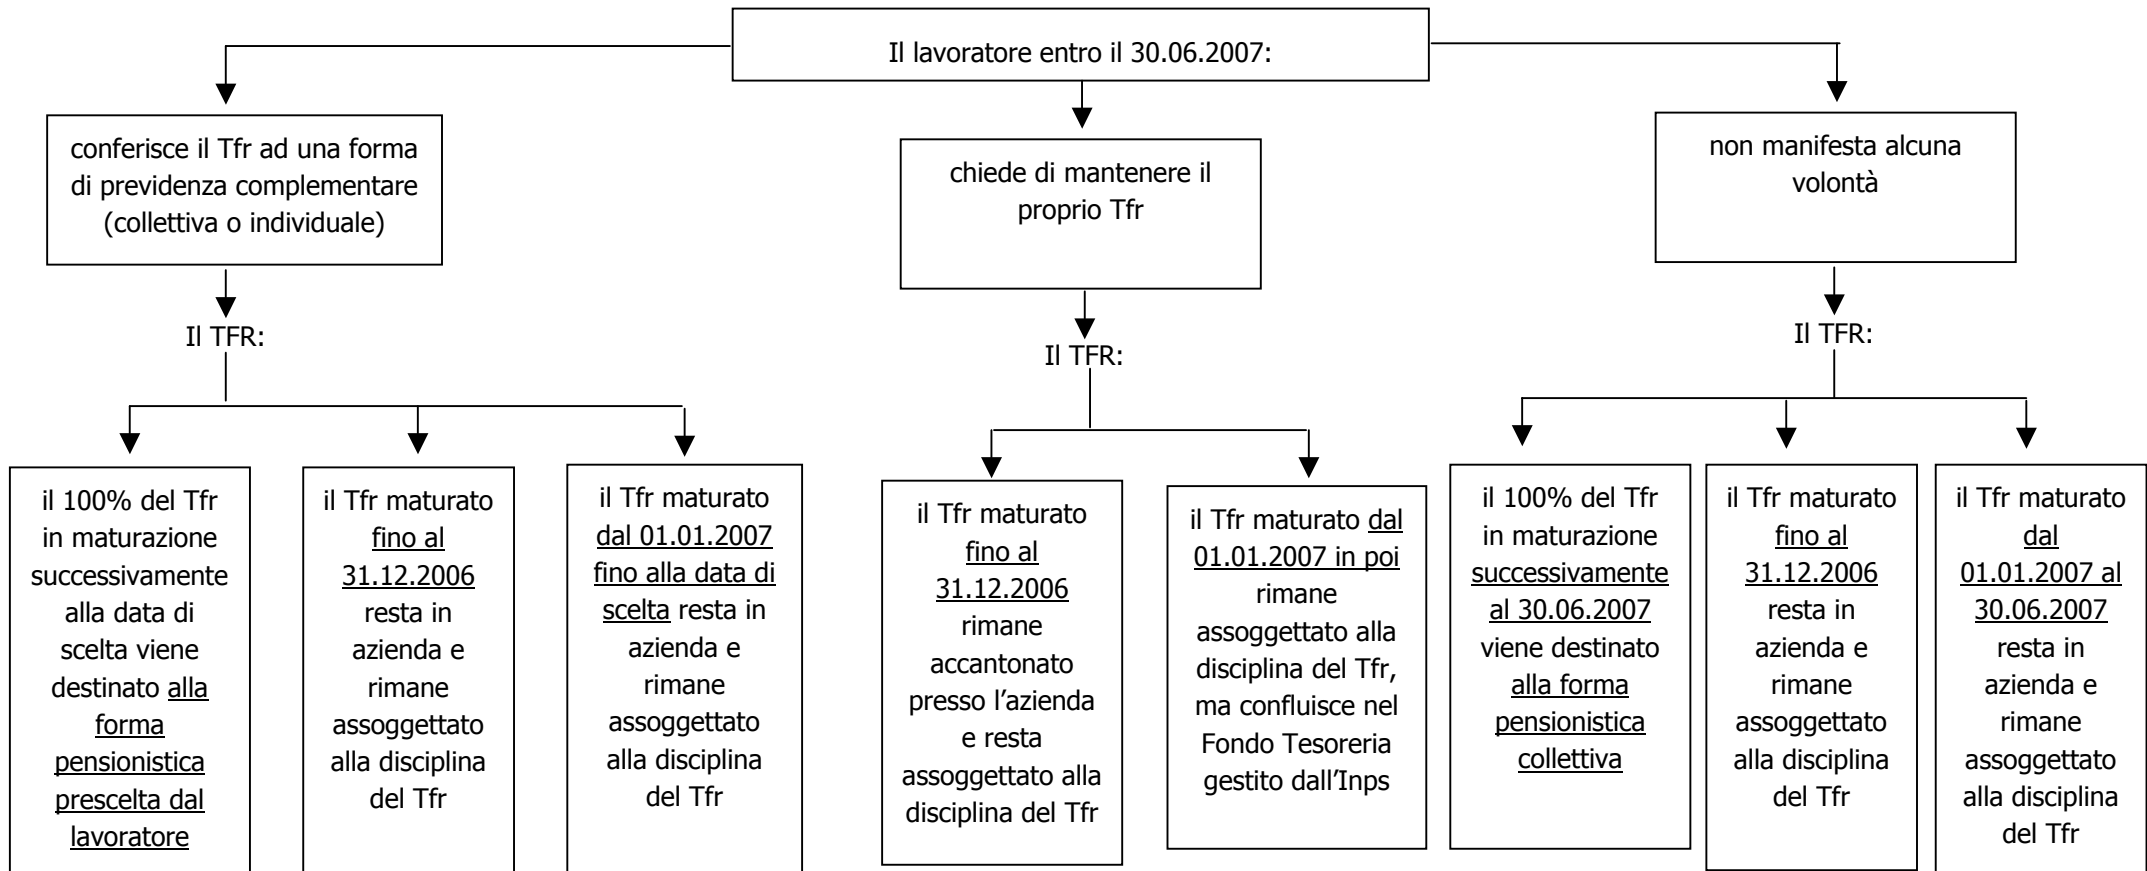 Il lavoratore entro il 30.06.2007:
conferisce il Tfr ad una forma
di previdenza complementare
(collettiva o individuale)
chiede di mantenere il
proprio Tfr
non manifesta alcuna
volontà
Il TFR:
Il TFR:
Il TFR:
il 100% del Tfr
in maturazione
successivamente
alla data di
scelta viene
destinato alla
forma
pensionistica
prescelta dal
lavoratore
il Tfr maturato
fino al
31.12.2006
resta in
azienda e
rimane
assoggettato
alla disciplina
del Tfr
il Tfr maturato
dal 01.01.2007
fino alla data di
scelta resta in
azienda e
rimane
assoggettato
alla disciplina
del Tfr
il Tfr maturato
fino al
31.12.2006
rimane
accantonato
presso l’azienda
e resta
assoggettato alla
disciplina del Tfr
il Tfr maturato dal
01.01.2007 in poi
rimane
assoggettato alla
disciplina del Tfr,
ma confluisce nel
Fondo Tesoreria
gestito dall’Inps
il 100% del Tfr
in maturazione
successivamente
al 30.06.2007
viene destinato
alla forma
pensionistica
collettiva
il Tfr maturato
fino al
31.12.2006
resta in
azienda e
rimane
assoggettato
alla disciplina
del Tfr
il Tfr maturato
dal
01.01.2007 al
30.06.2007
resta in
azienda e
rimane
assoggettato
alla disciplina
del Tfr